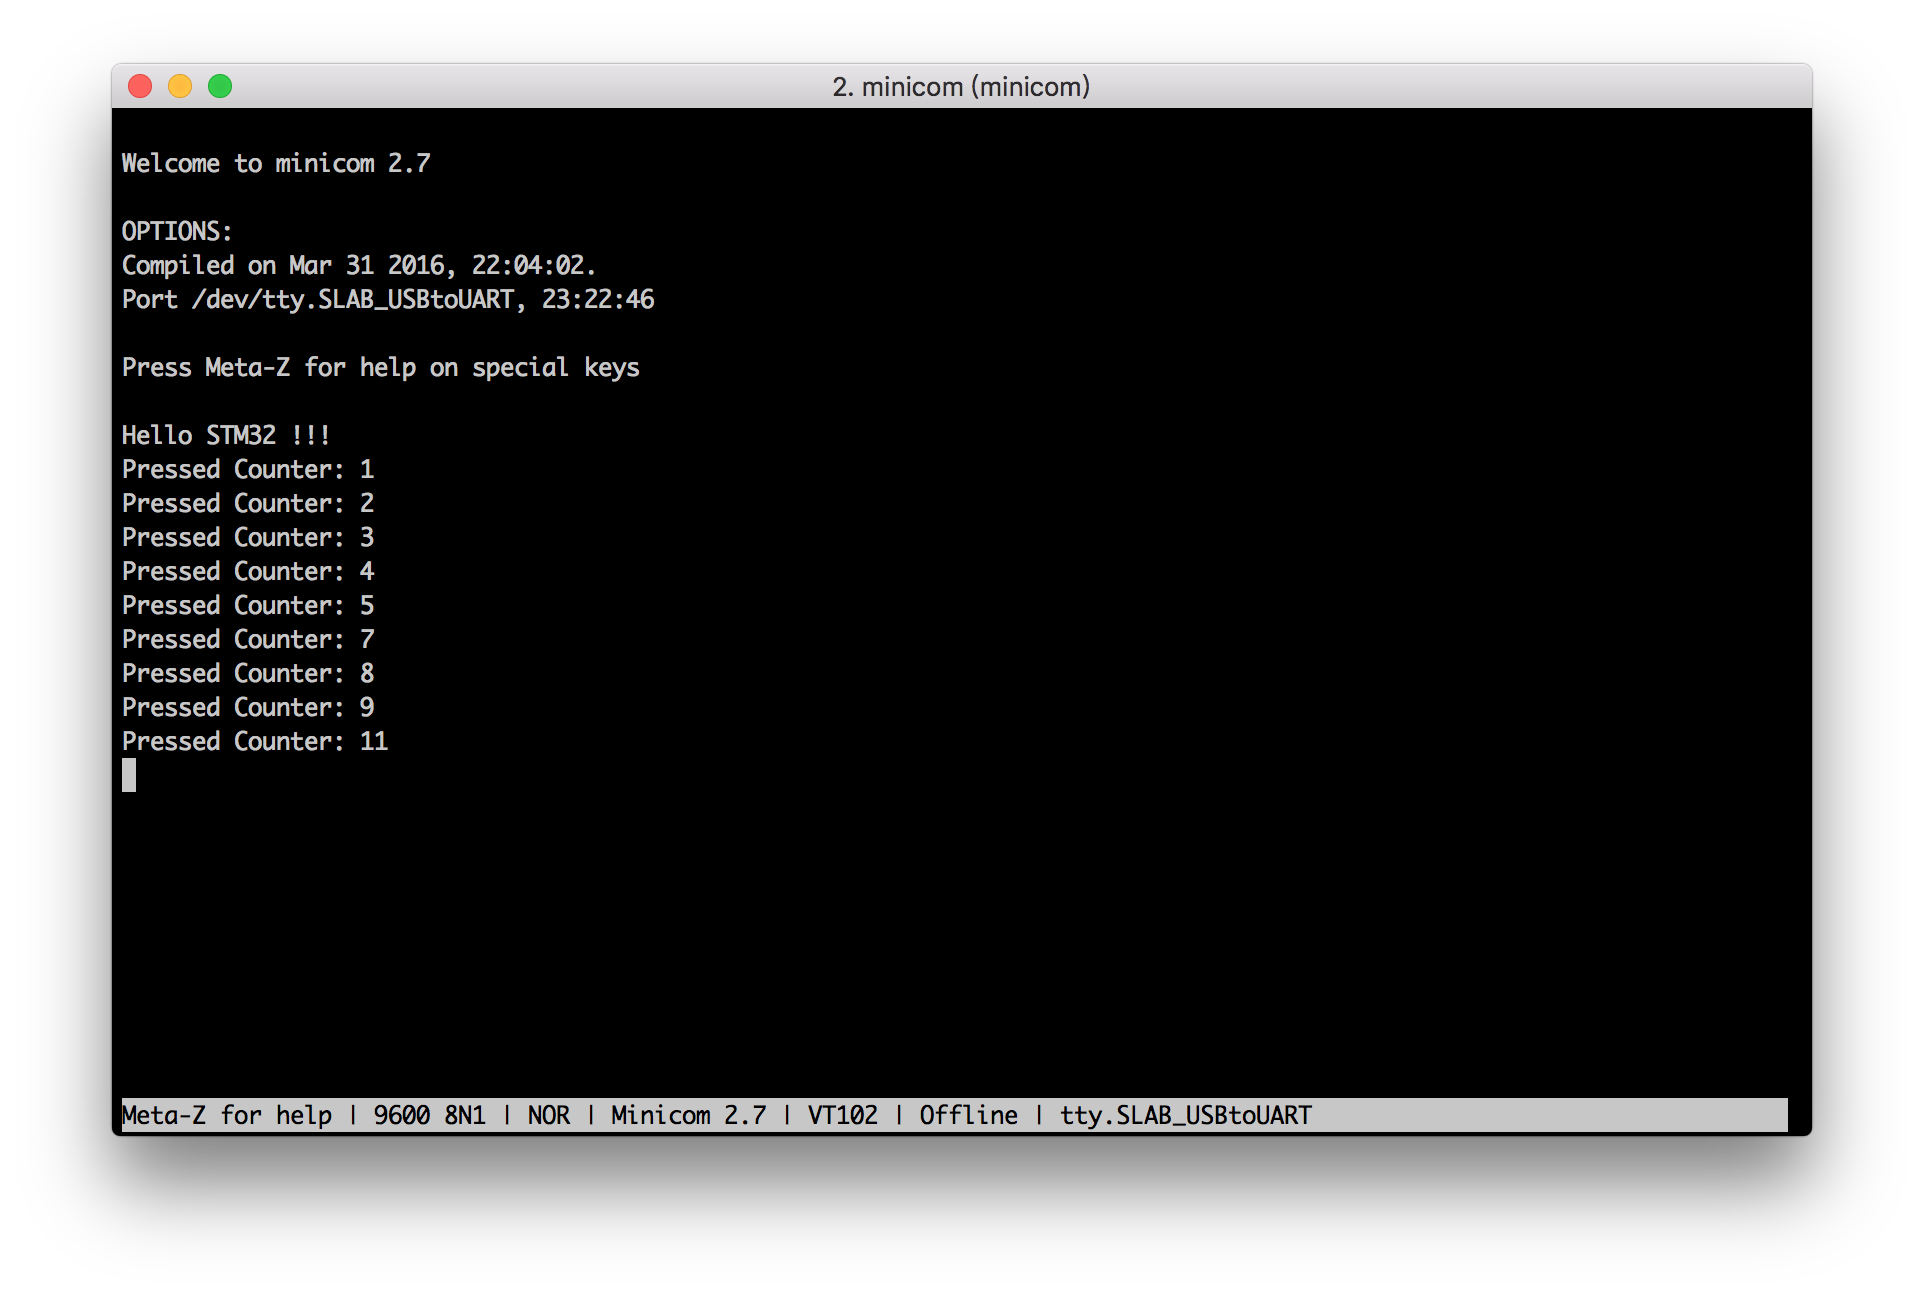 2. minicom (minicom)
Welcome to minicom 2.7
OPTIONS:
Compiled on Mar 31 2016, 22:04:02.
Port /dev/tty.SLAB_USBtoUART, 23:22:46
Press Meta-Z for help on special keys
Hello STM32 !!!
Pressed Counter: 1
Pressed Counter: 2
Pressed Counter: 3
Pressed Counter: 4
Pressed Counter: 5
Pressed Counter: 7
Pressed Counter: 8
Pressed Counter: 9
Pressed Counter: 11
Meta-Z for help | 9600 8N1 | NOR | Minicom 2.7 | VT102 | Offline | tty.SLAB_USBtoUART